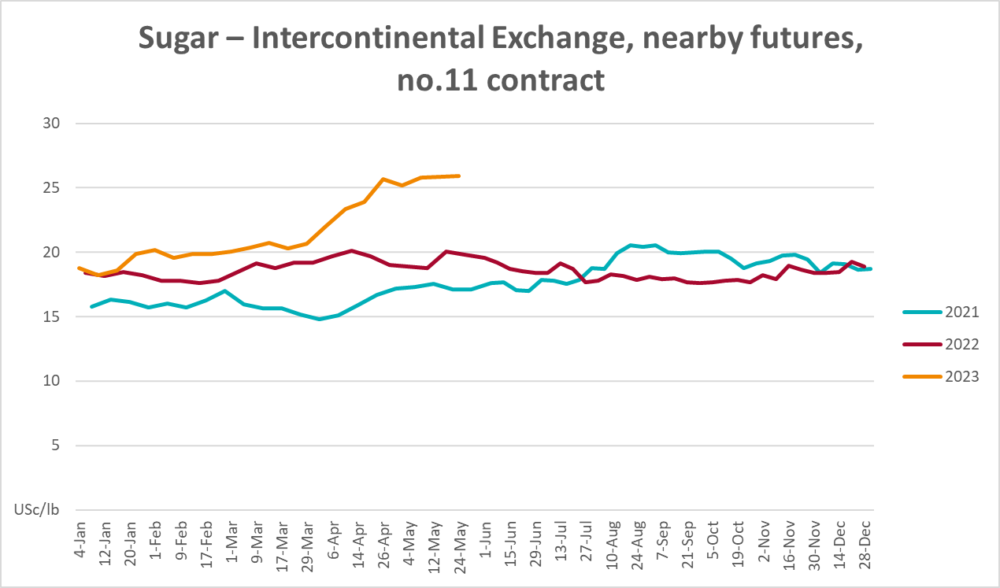 Sugar – Intercontinental Exchange, nearby futures,
no.11 contract
30
25
20
15
10
5
USc/lb
4-Jan
12-Jan
20-Jan
1-Feb
9-Feb
17-Feb
1-Mar
9-Mar
17-Mar
29-Mar
6-Apr
14-Apr
26-Apr
4-May
12-May
24-May
1-Jun
15-Jun
29-Jun
13-Jul
27-Jul
10-Aug
24-Aug
7-Sep
21-Sep
5-Oct
19-Oct
2-Nov
16-Nov
30-Nov
14-Dec
28-Dec
2021
2022
2023